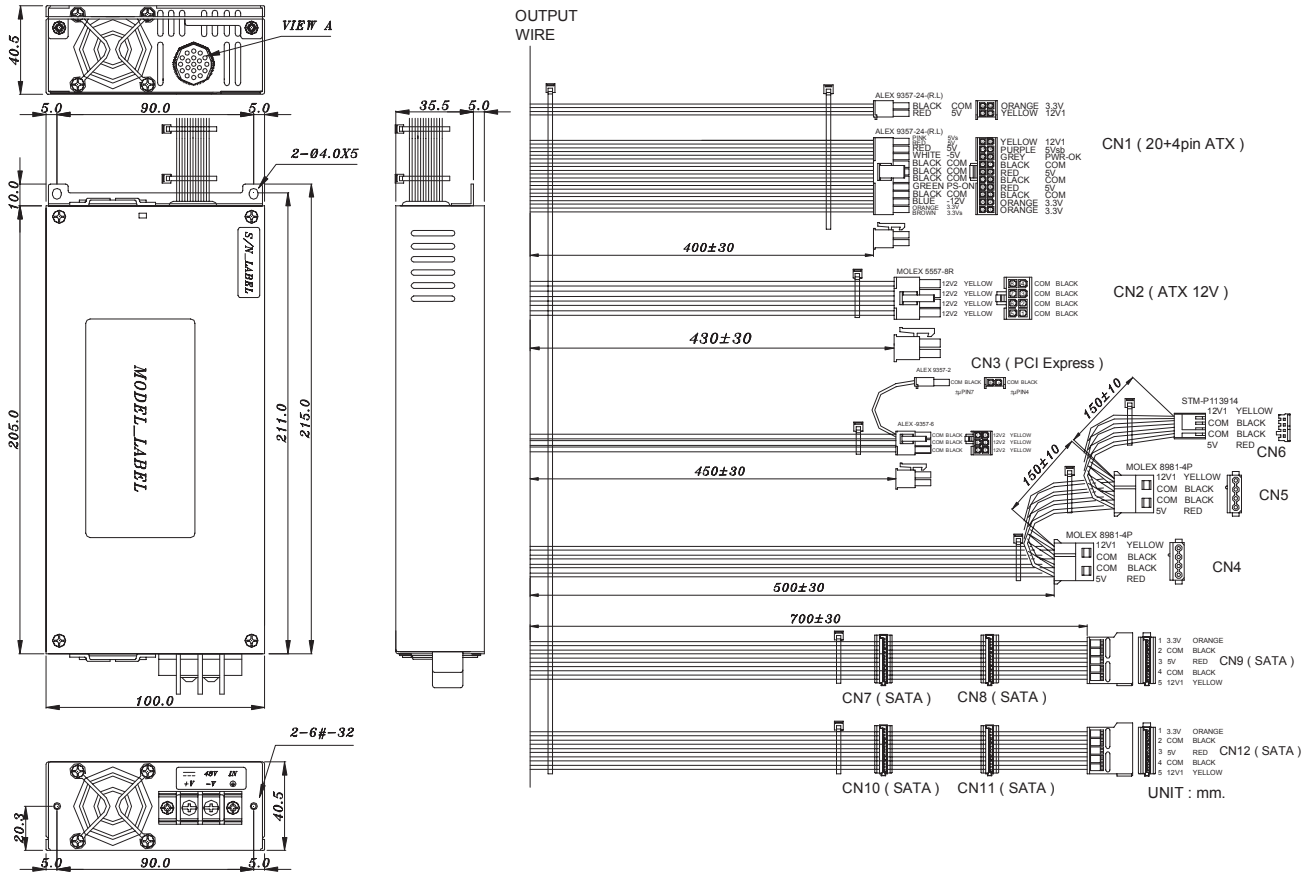 40.5
VIEW A
5.0
90.0
5.0
2-Ø4.0X5
10.0
S/N_LABEL
MODEL_LABEL
205.0
211.0
215.0
100.0
2-6#-32
48V IN
+V -V
20.3
40.5
5.0
90.0
5.0
35.5
5.0
OUTPUT
WIRE
ALEX 9357-24-(R.L)
BLACK COM
RED 5V
ORANGE 3.3V
YELLOW 12V1
CN1 ( 20+4pin ATX )
ALEX 9357-24-(R.L)
PINK 5Vs
RED 5V
RED 5V
WHITE -5V
BLACK COM
BLACK COM
BLACK COM
GREEN PS-ON
BLACK COM
BLUE -12V
ORANGE 3.3V
BROWN 3.3Vs
YELLOW 12V1
PURPLE 5Vsb
GREY PWR-OK
BLACK COM
RED 5V
BLACK COM
RED 5V
BLACK COM
ORANGE 3.3V
ORANGE 3.3V
400±30
MOLEX 5557-8R
12V2 YELLOW
12V2 YELLOW
12V2 YELLOW
12V2 YELLOW
COM BLACK
COM BLACK
COM BLACK
COM BLACK
CN2 ( ATX 12V )
430±30
CN3 ( PCI Express )
ALEX 9357-2
COM BLACK
COM BLACK
πμPIN7
πμPIN4
ALEX -9357-6
COM BLACK
COM BLACK
COM BLACK
12V2 YELLOW
12V2 YELLOW
12V2 YELLOW
450±30
150±10
150±10
STM-P113914
12V1 YELLOW
COM BLACK
COM BLACK
5V RED
CN6
MOLEX 8981-4P
12V1 YELLOW
COM BLACK
COM BLACK
5V RED
CN5
MOLEX 8981-4P
12V1 YELLOW
COM BLACK
COM BLACK
5V RED
CN4
500±30
700±30
1 3.3V ORANGE
2 COM BLACK
3 5V RED
4 COM BLACK
5 12V1 YELLOW
CN9 ( SATA )
CN7 ( SATA )
CN8 ( SATA )
1 3.3V ORANGE
2 COM BLACK
3 5V RED
4 COM BLACK
5 12V1 YELLOW
CN12 ( SATA )
CN10 ( SATA )
CN11 ( SATA )
UNIT : mm.